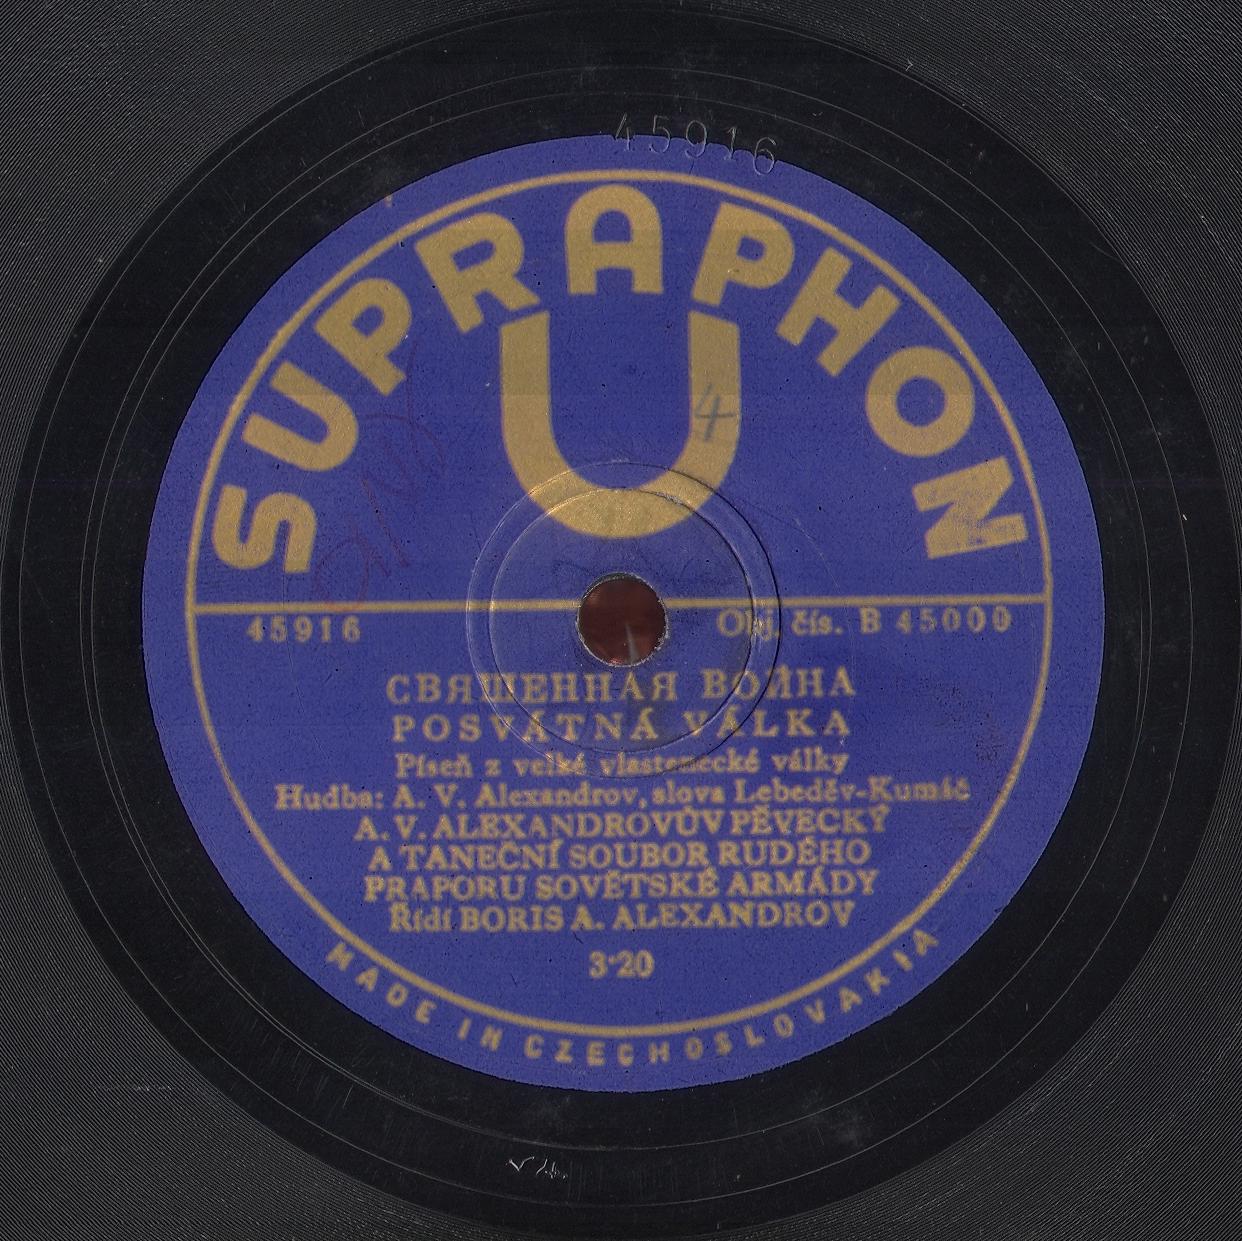 45916
SUPRAPHON
4
45916 Obj. čís. B 45000
СВЯЩЕННАЯ ВОЙНА
POSVÁTNÁ VÁLKA
Píseň z velké vlastenecké války
Hudba: A. V. Alexandrov, slova Lebeděv-Kumáč
A. V. ALEXANDROVŮV PĚVECKÝ
A TANEČNÍ SOUBOR RUDÉHO
PRAPORU SOVĚTSKÉ ARMÁDY
Řídí BORIS A. ALEXANDROV
3·20
MADE IN CZECHOSLOVAKIA